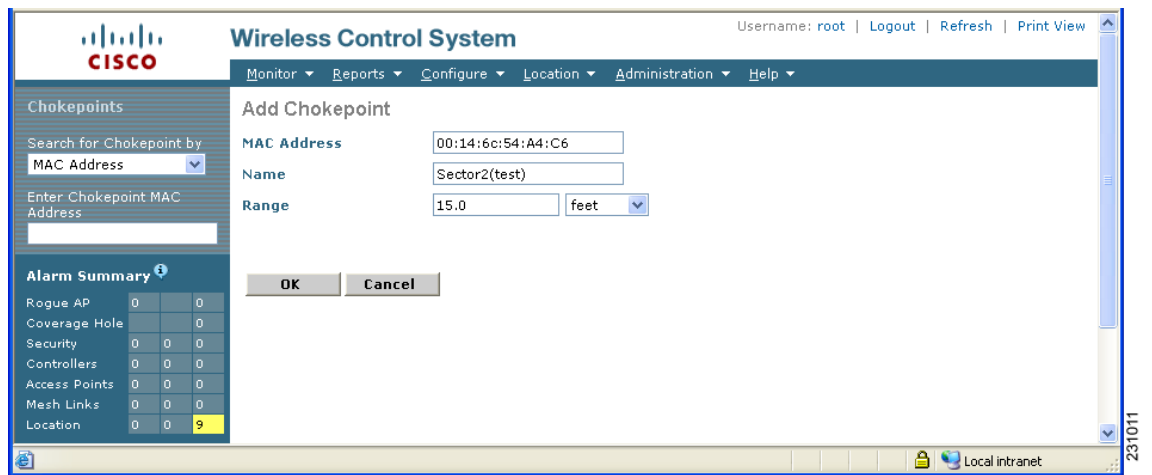 Username: root | Logout | Refresh | Print View
CISCO
Wireless Control System
Monitor Reports Configure Location Administration Help
Chokepoints
Search for Chokepoint by
MAC Address
Enter Chokepoint MAC
Address
Add Chokepoint
MAC Address 00:14:6c:54:A4:C6
Name Sector2(test)
Range 15.0 feet
OK Cancel
Alarm Summary
Rogue AP 0 0
Coverage Hole 0
Security 0 0 0
Controllers 0 0 0
Access Points 0 0 0
Mesh Links 0 0 0
Location 0 0 9
Local intranet
231011